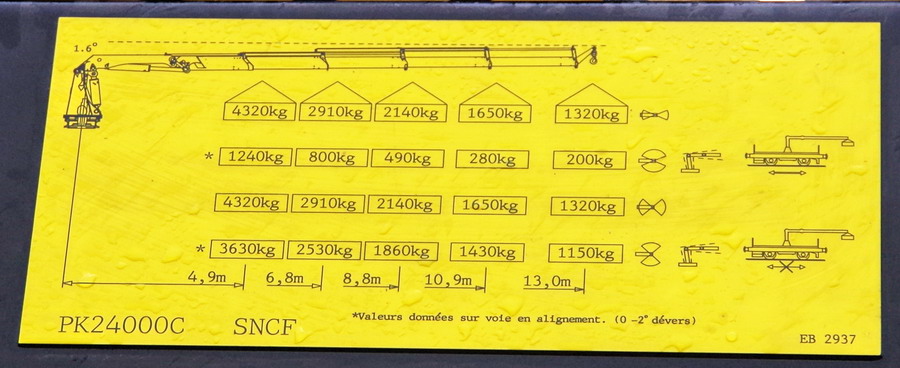 1.6°
4320kg 2910kg 2140kg 1650kg 1320kg
* 1240kg 800kg 490kg 280kg 200kg
4320kg 2910kg 2140kg 1650kg 1320kg
* 3630kg 2530kg 1860kg 1430kg 1150kg
4,9m 6,8m 8,8m 10,9m 13,0m
*Valeurs données sur voie en alignement. (0 -2° dévers)
PK24000C SNCF
EB 2937